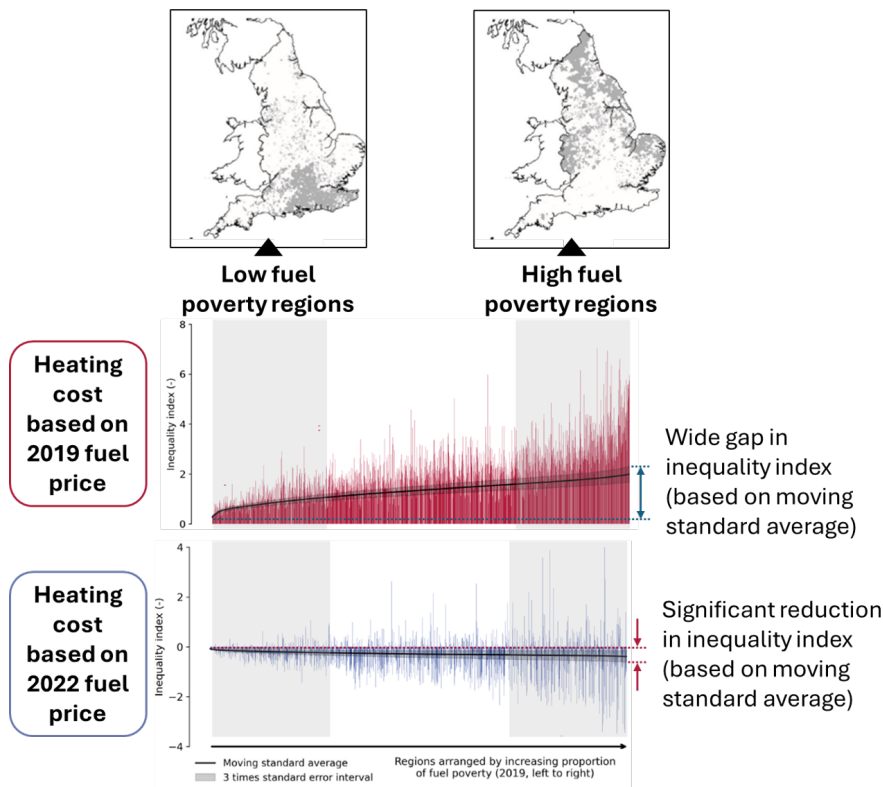 Low fuel
poverty regions
High fuel
poverty regions
Heating
cost
based on
2019 fuel
price
Inequality index (-)
8
6
4
2
0
Wide gap in
inequality index
(based on moving
standard average)
Heating
cost
based on
2022 fuel
price
Inequality index (-)
4
2
0
−2
−4
Significant reduction
in inequality index
(based on moving
standard average)
Moving standard average
3 times standard error interval
Regions arranged by increasing proportion
of fuel poverty (2019, left to right)